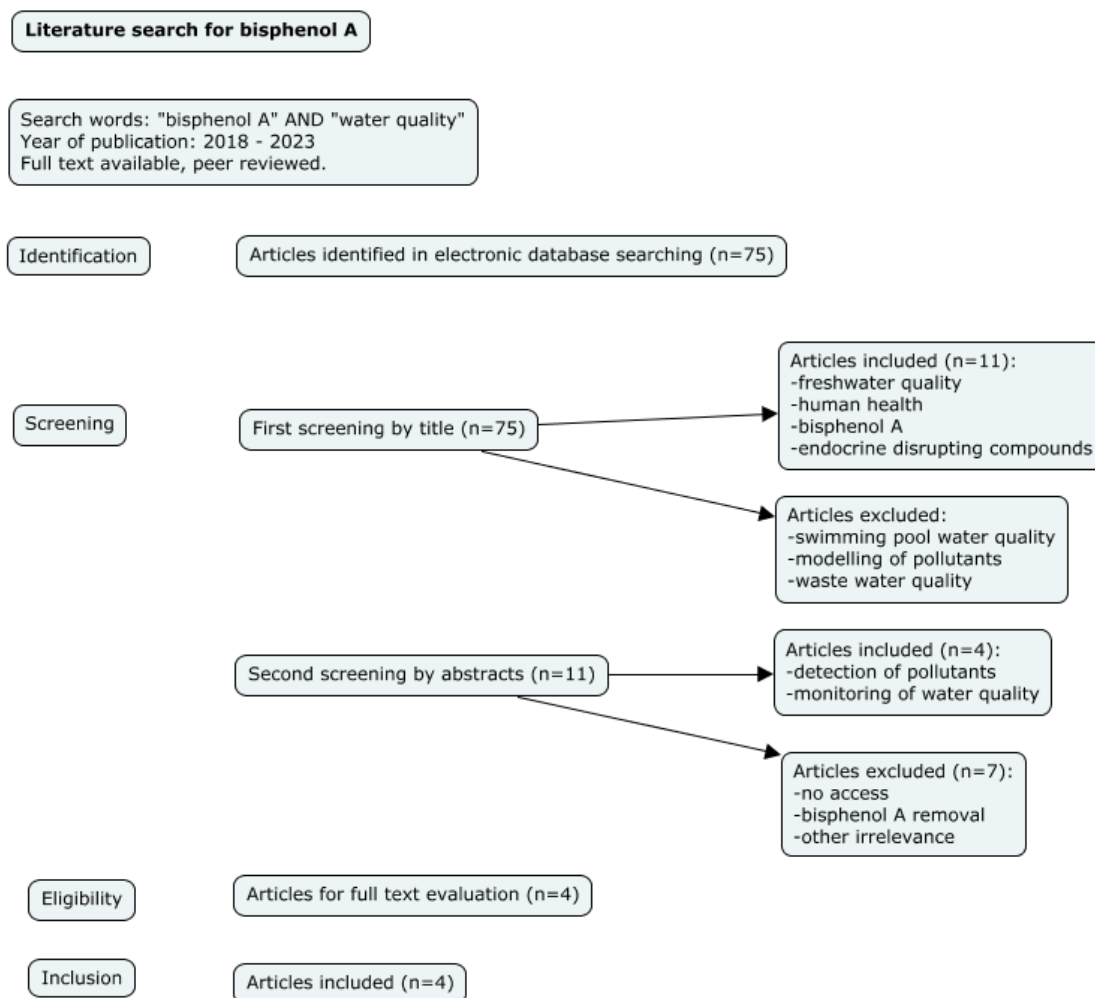 Literature search for bisphenol A
Search words: "bisphenol A" AND "water quality"
Year of publication: 2018 - 2023
Full text available, peer reviewed.
Identification
Articles identified in electronic database searching (n=75)
Screening
First screening by title (n=75)
Articles included (n=11):
-freshwater quality
-human health
-bisphenol A
-endocrine disrupting compounds
Articles excluded:
-swimming pool water quality
-modelling of pollutants
-waste water quality
Second screening by abstracts (n=11)
Articles included (n=4):
-detection of pollutants
-monitoring of water quality
Articles excluded (n=7):
-no access
-bisphenol A removal
-other irrelevance
Eligibility
Articles for full text evaluation (n=4)
Inclusion
Articles included (n=4)